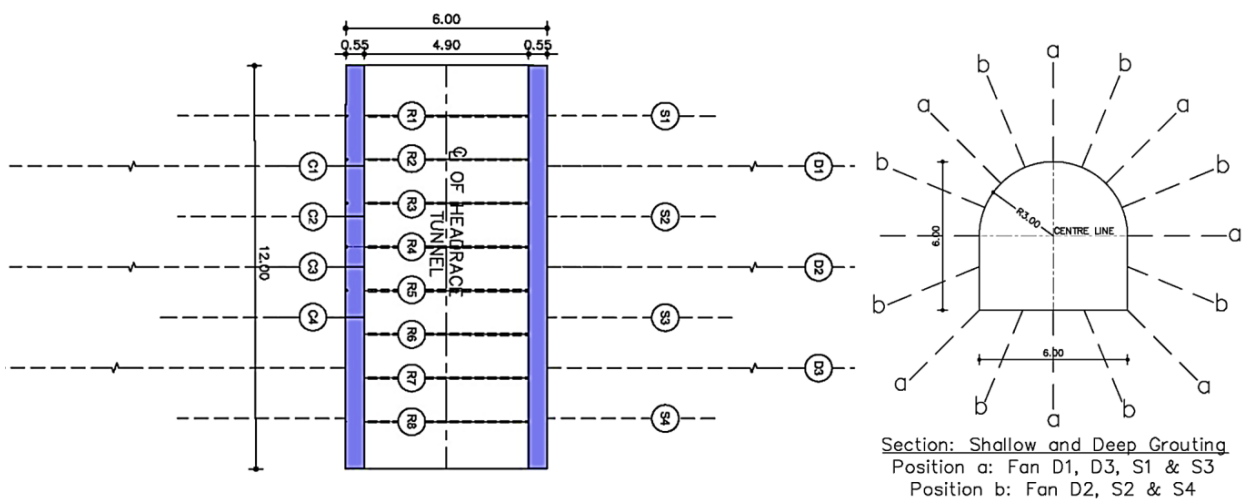 6.00
0.55
4.90
0.55
12.00
R1
R2
R3
R4
R5
R6
R7
R8
C1
C2
C3
C4
S1
S2
S3
S4
D1
D2
D3
℄ OF HEADRACE
TUNNEL
a
b
b
a
a
b
b
a
a
b
b
a
a
b
b
a
6.00
R3.00
CENTRE LINE
6.00
Section: Shallow and Deep Grouting
Position a: Fan D1, D3, S1 & S3
Position b: Fan D2, S2 & S4